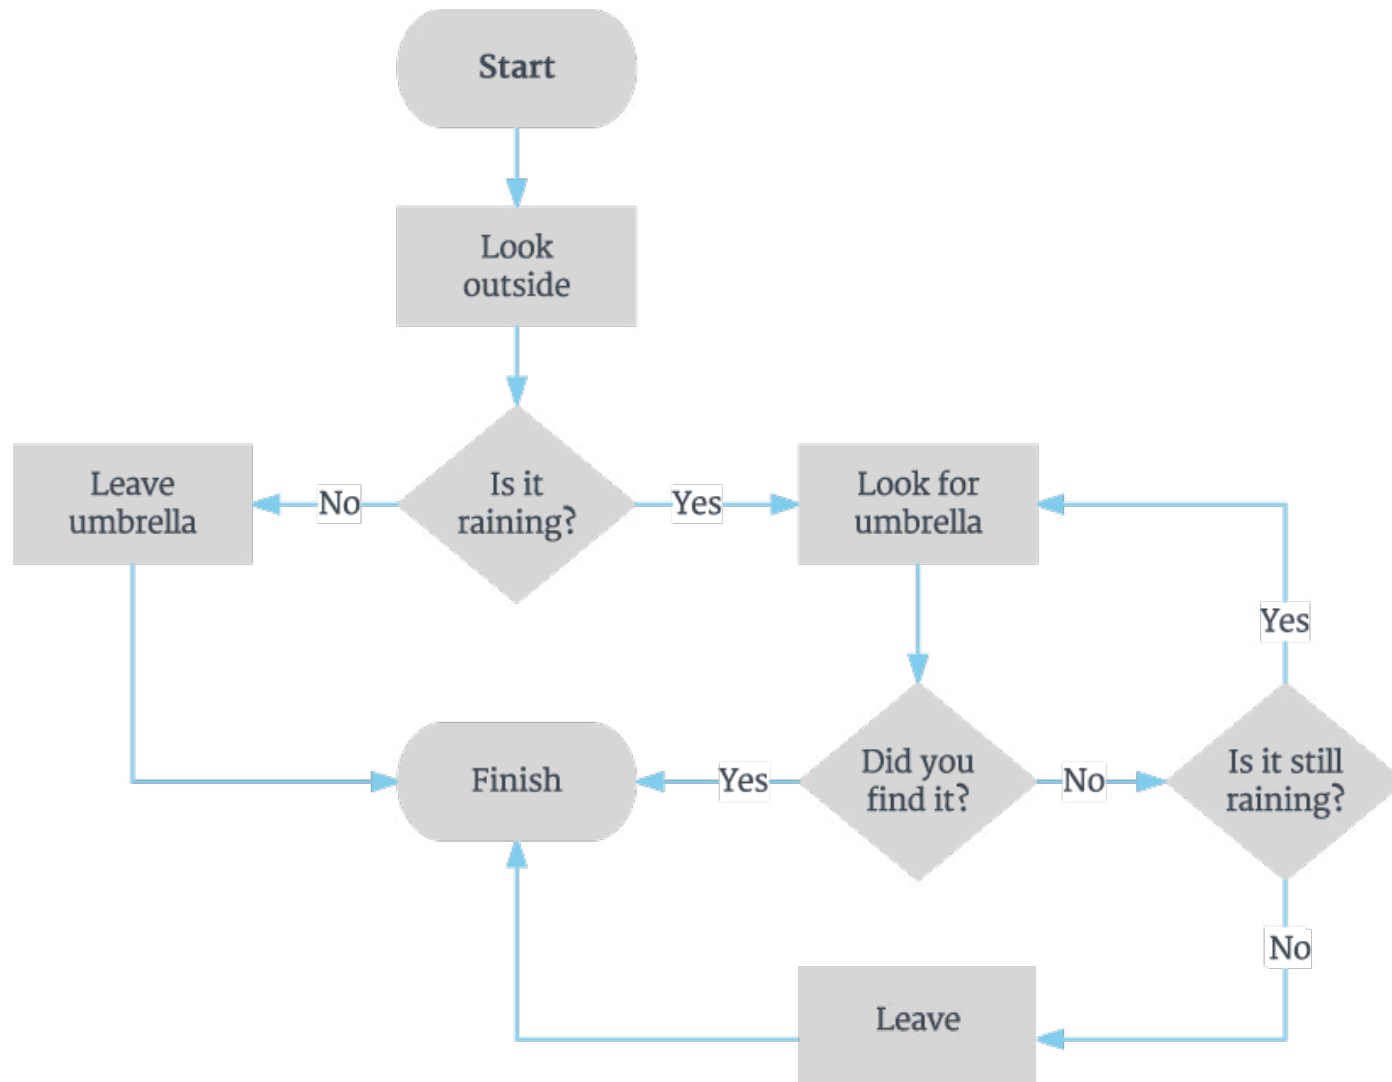 Start
Look
outside
Is it
raining?
No
Leave
umbrella
Yes
Look for
umbrella
Did you
find it?
Yes
Finish
No
Is it still
raining?
Yes
No
Leave